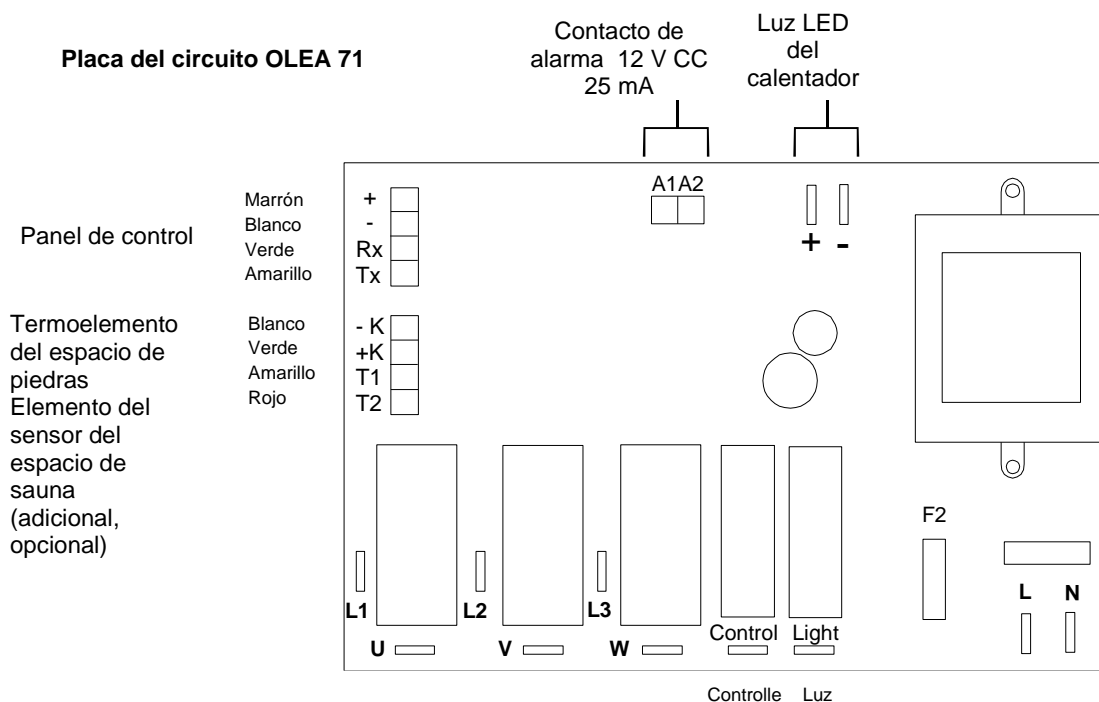 Placa del circuito OLEA 71
Contacto de
alarma 12 V CC
25 mA
Luz LED
del
calentador
A1 A2
+ -
Panel de control
Marrón +
Blanco -
Verde Rx
Amarillo Tx
Termoelemento
del espacio de
piedras
Elemento del
sensor del
espacio de
sauna
(adicional,
opcional)
Blanco - K
Verde +K
Amarillo T1
Rojo T2
F2
L N
L1 L2 L3
U V W Control Light
Controlle Luz